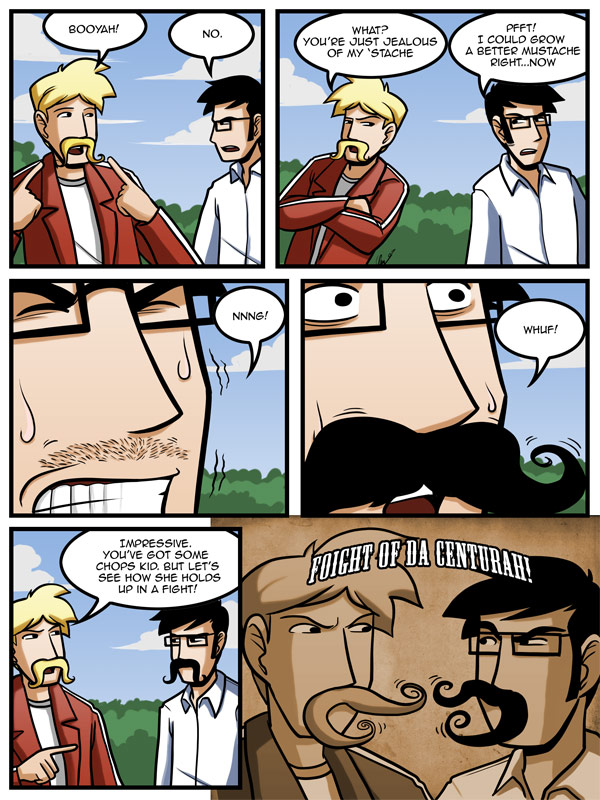 BOOYAH!
NO.
WHAT?
YOU'RE JUST JEALOUS
OF MY 'STACHE
PFFT!
I COULD GROW
A BETTER MUSTACHE
RIGHT...NOW
NNNG!
WHUF!
IMPRESSIVE.
YOU'VE GOT SOME
CHOPS KID. BUT LET'S
SEE HOW SHE HOLDS
UP IN A FIGHT!
FOIGHT OF DA CENTURAH!